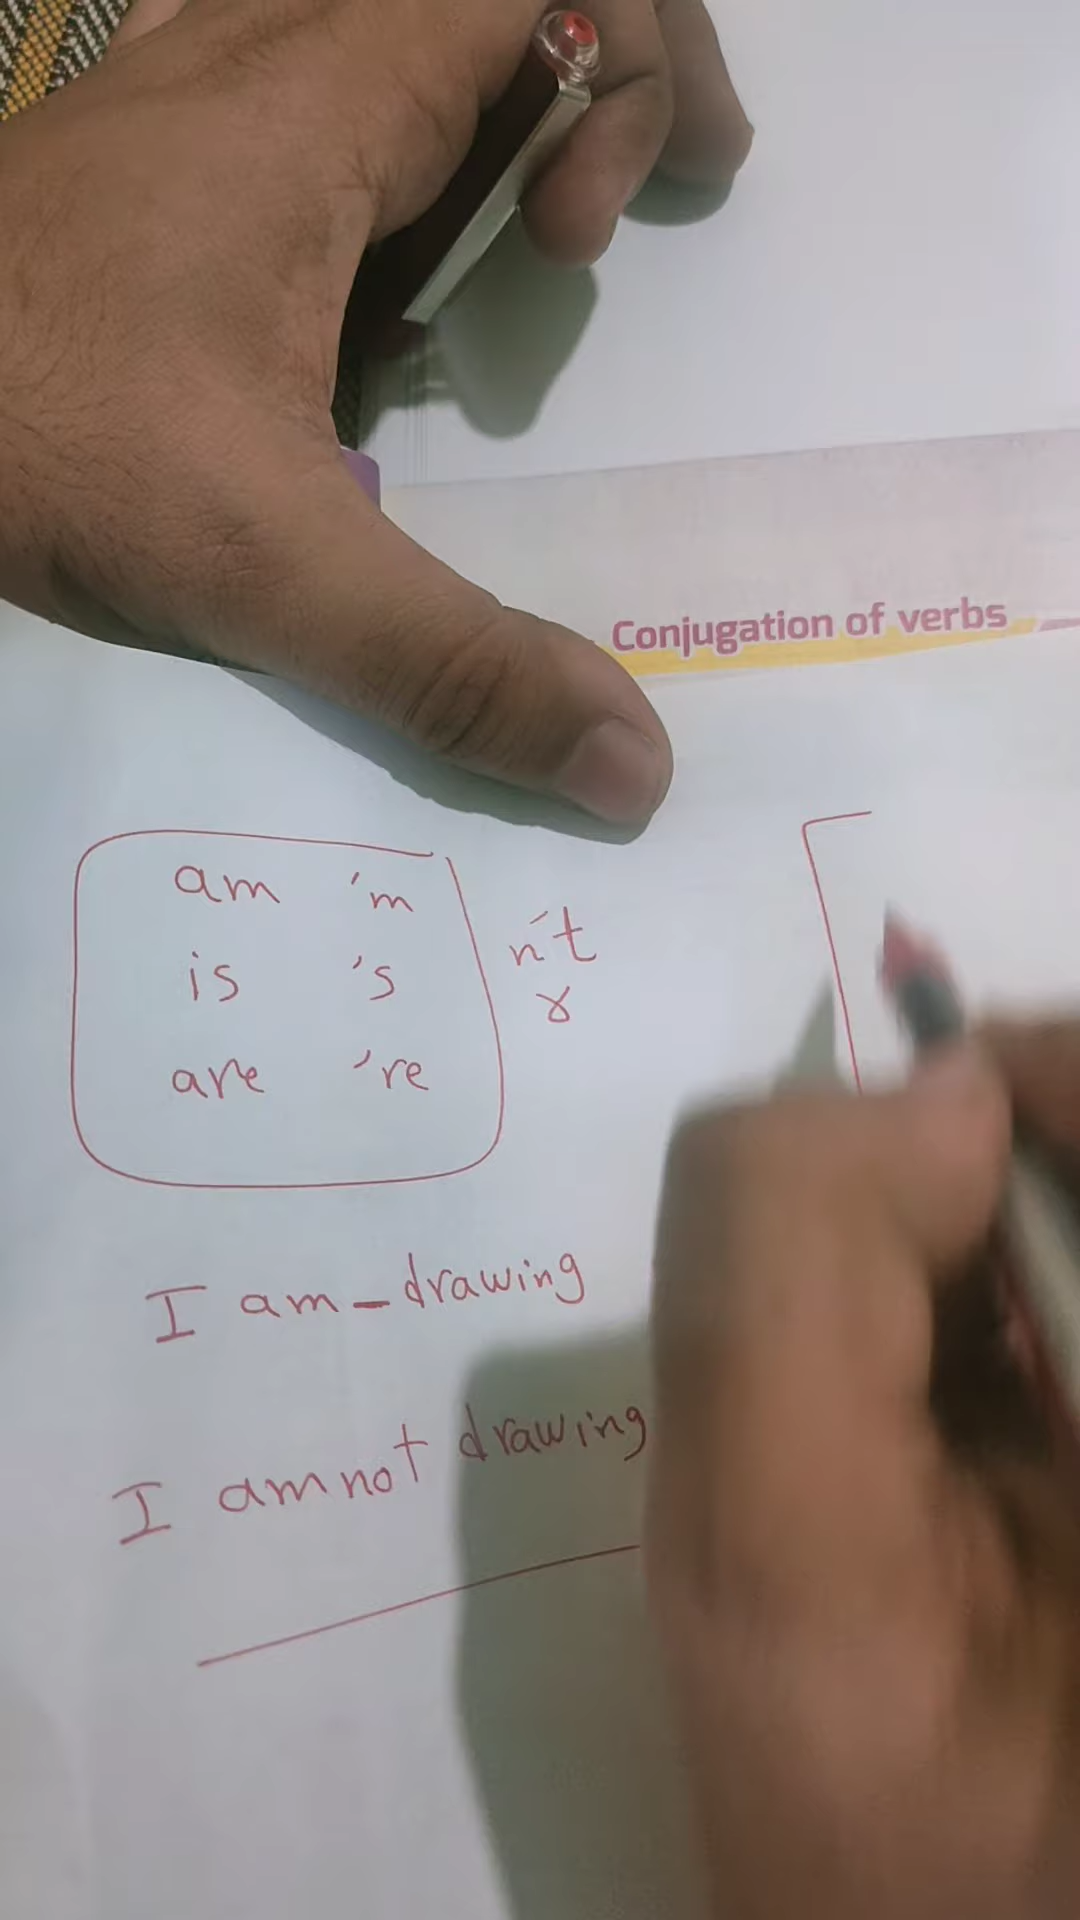 Conjugation of verbs
am 'm
is 's
are 're
n't
I am - drawing
I am not drawing